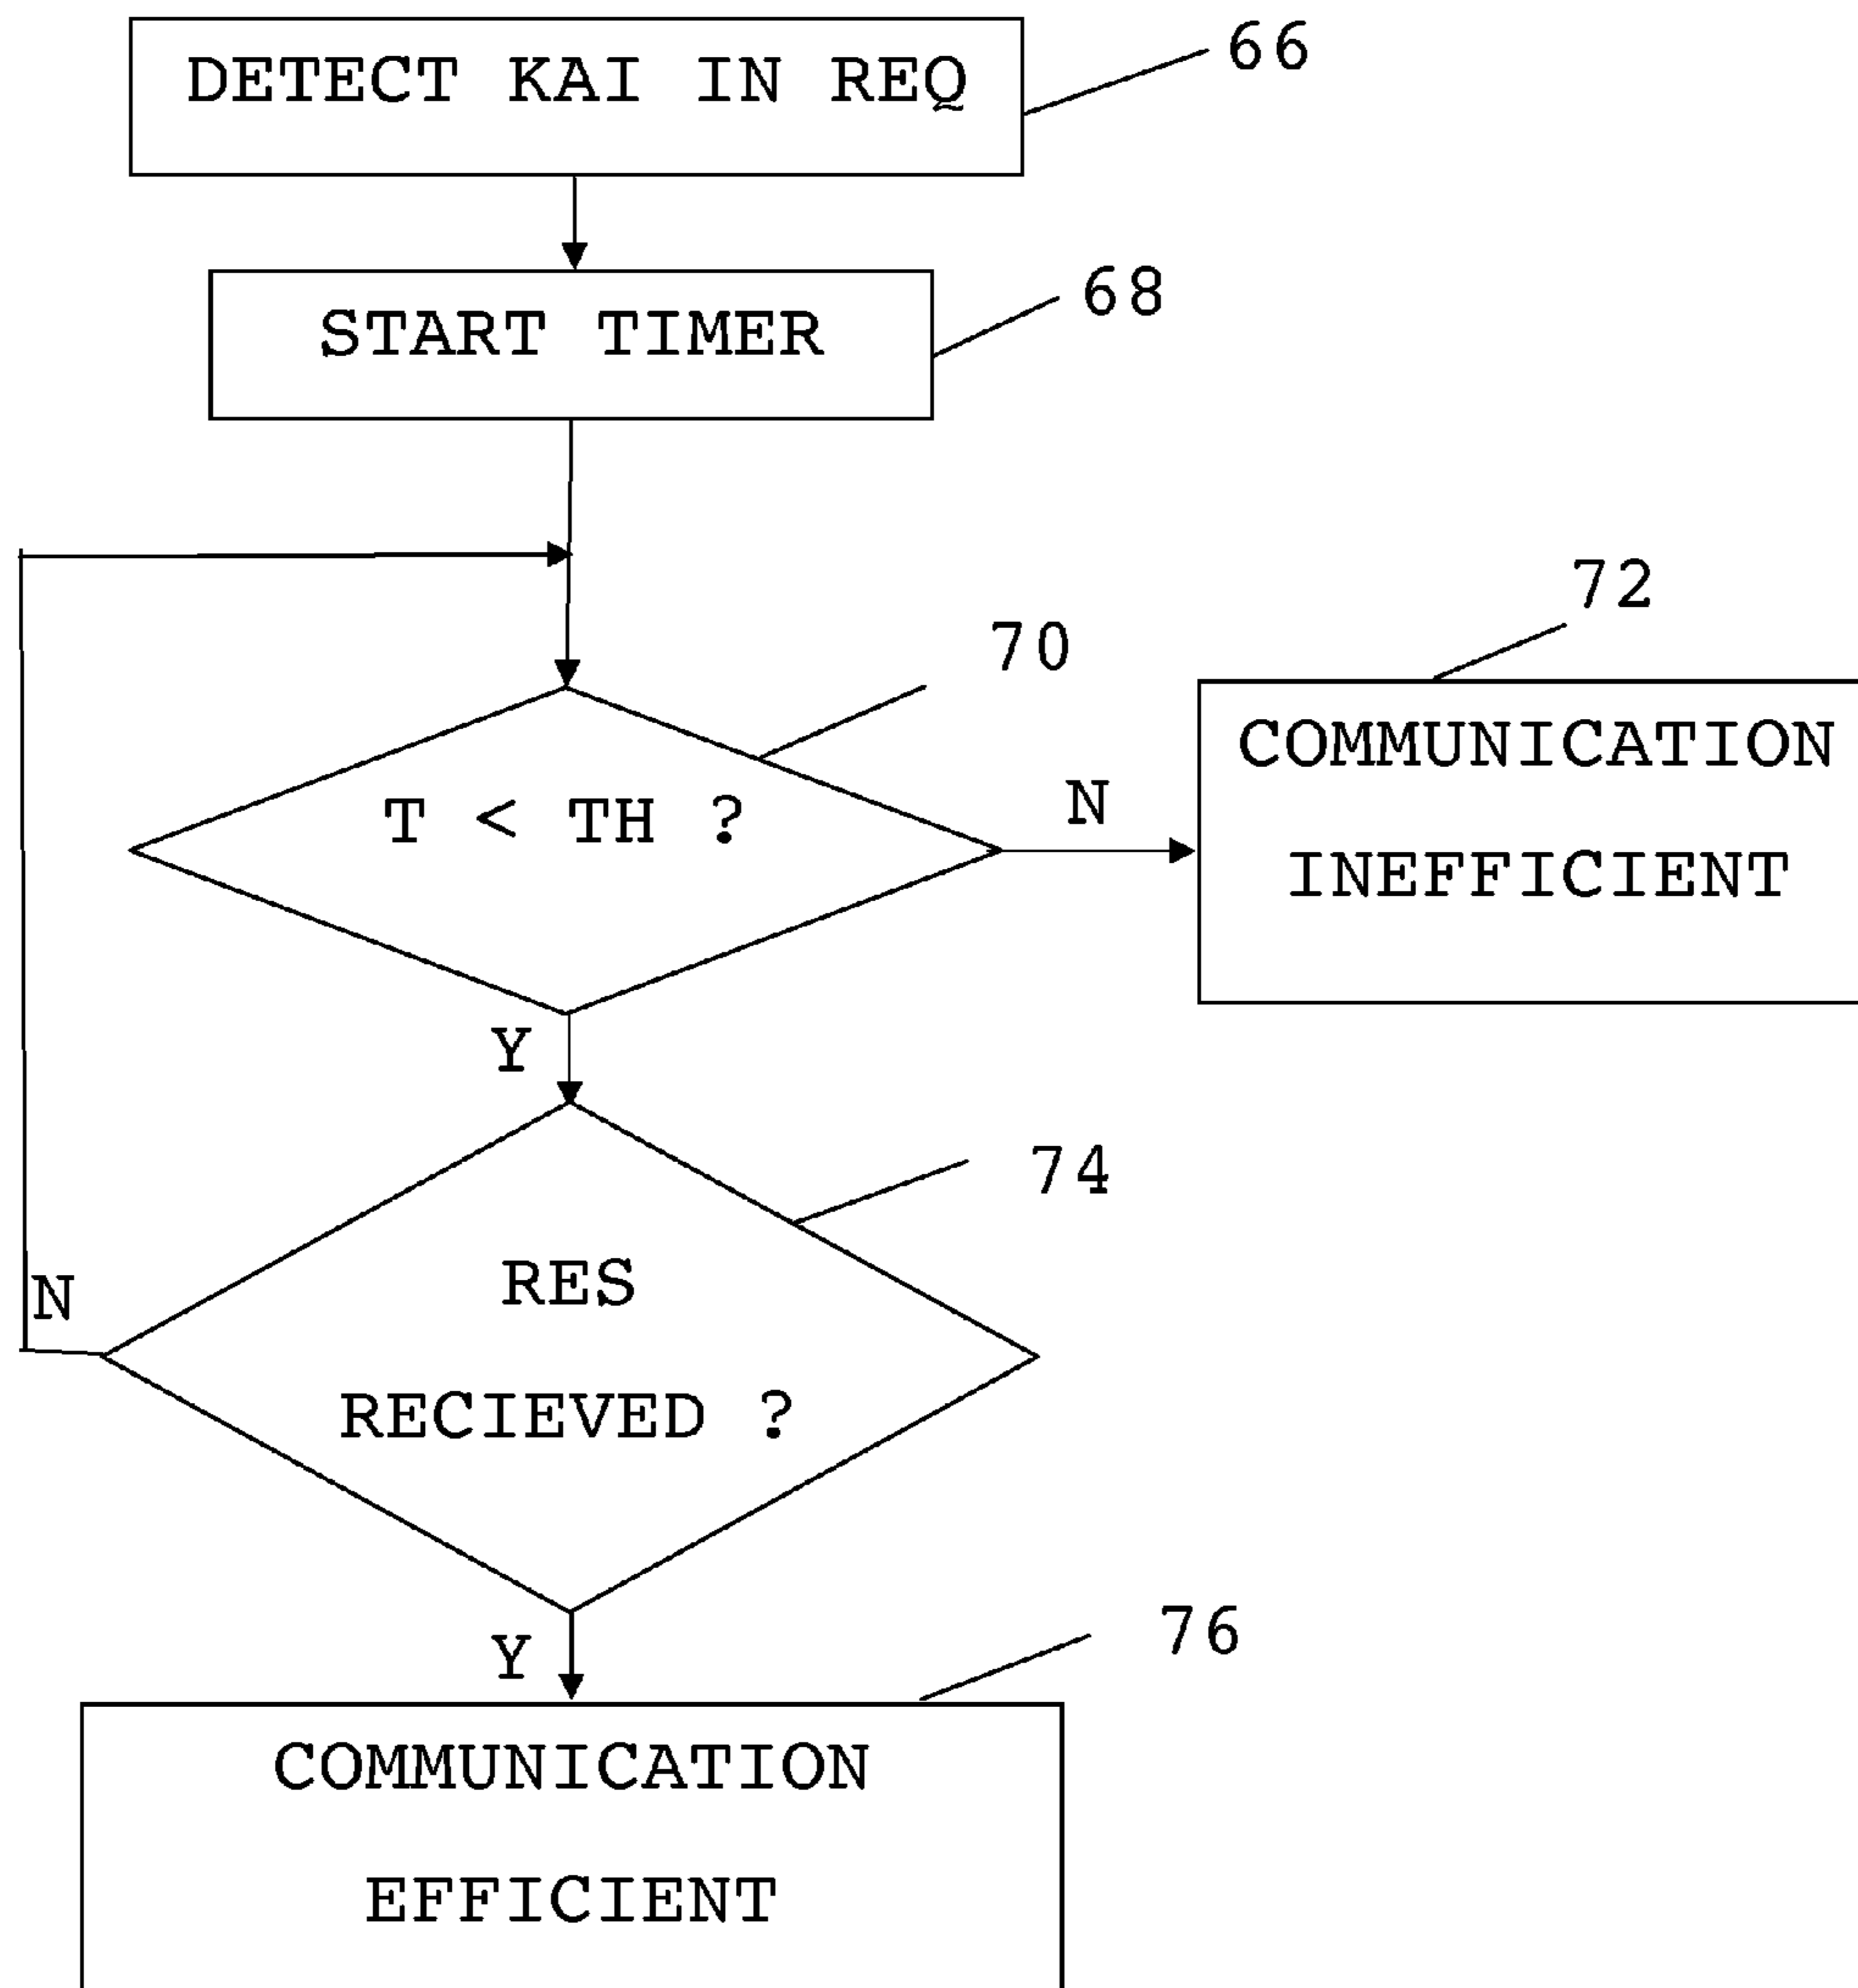 DETECT KAI IN REQ
66
START TIMER
68
70
T < TH ?
N
72
COMMUNICATION
INEFFICIENT
Y
74
RES
RECIEVED ?
N
Y
76
COMMUNICATION
EFFICIENT